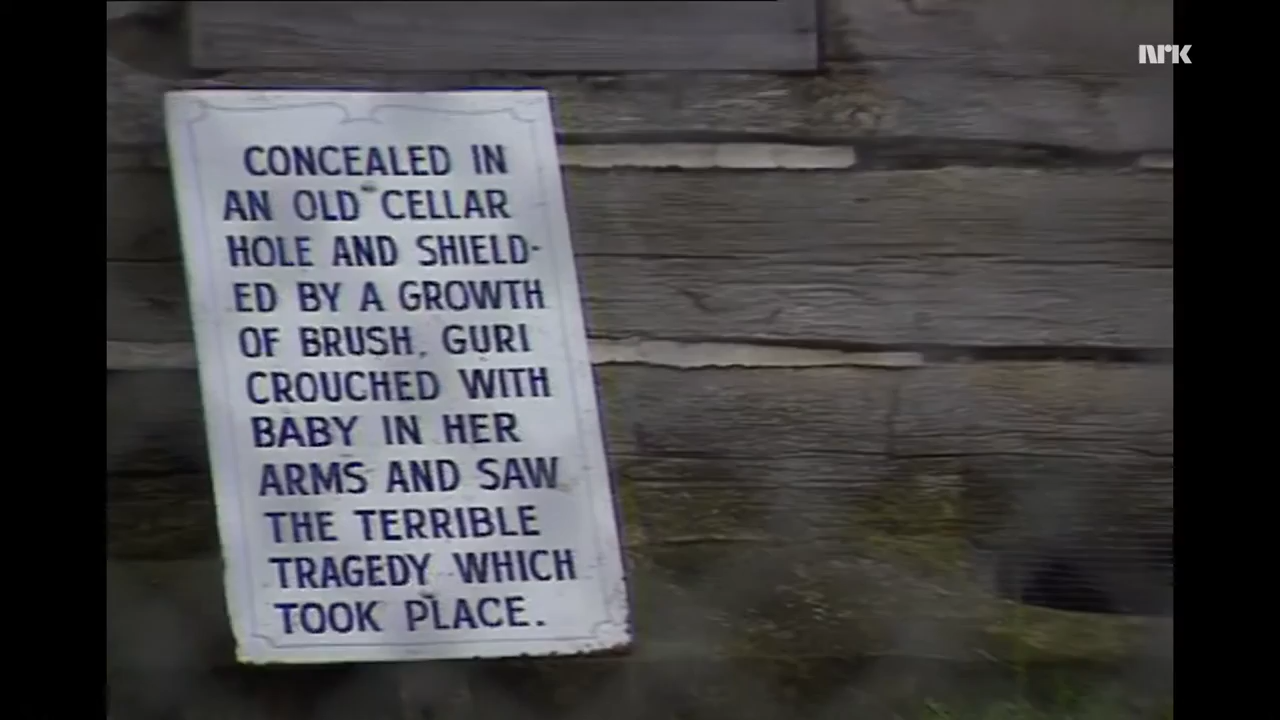 nrk
CONCEALED IN
AN OLD CELLAR
HOLE AND SHIELD-
ED BY A GROWTH
OF BRUSH, GURI
CROUCHED WITH
BABY IN HER
ARMS AND SAW
THE TERRIBLE
TRAGEDY WHICH
TOOK PLACE.